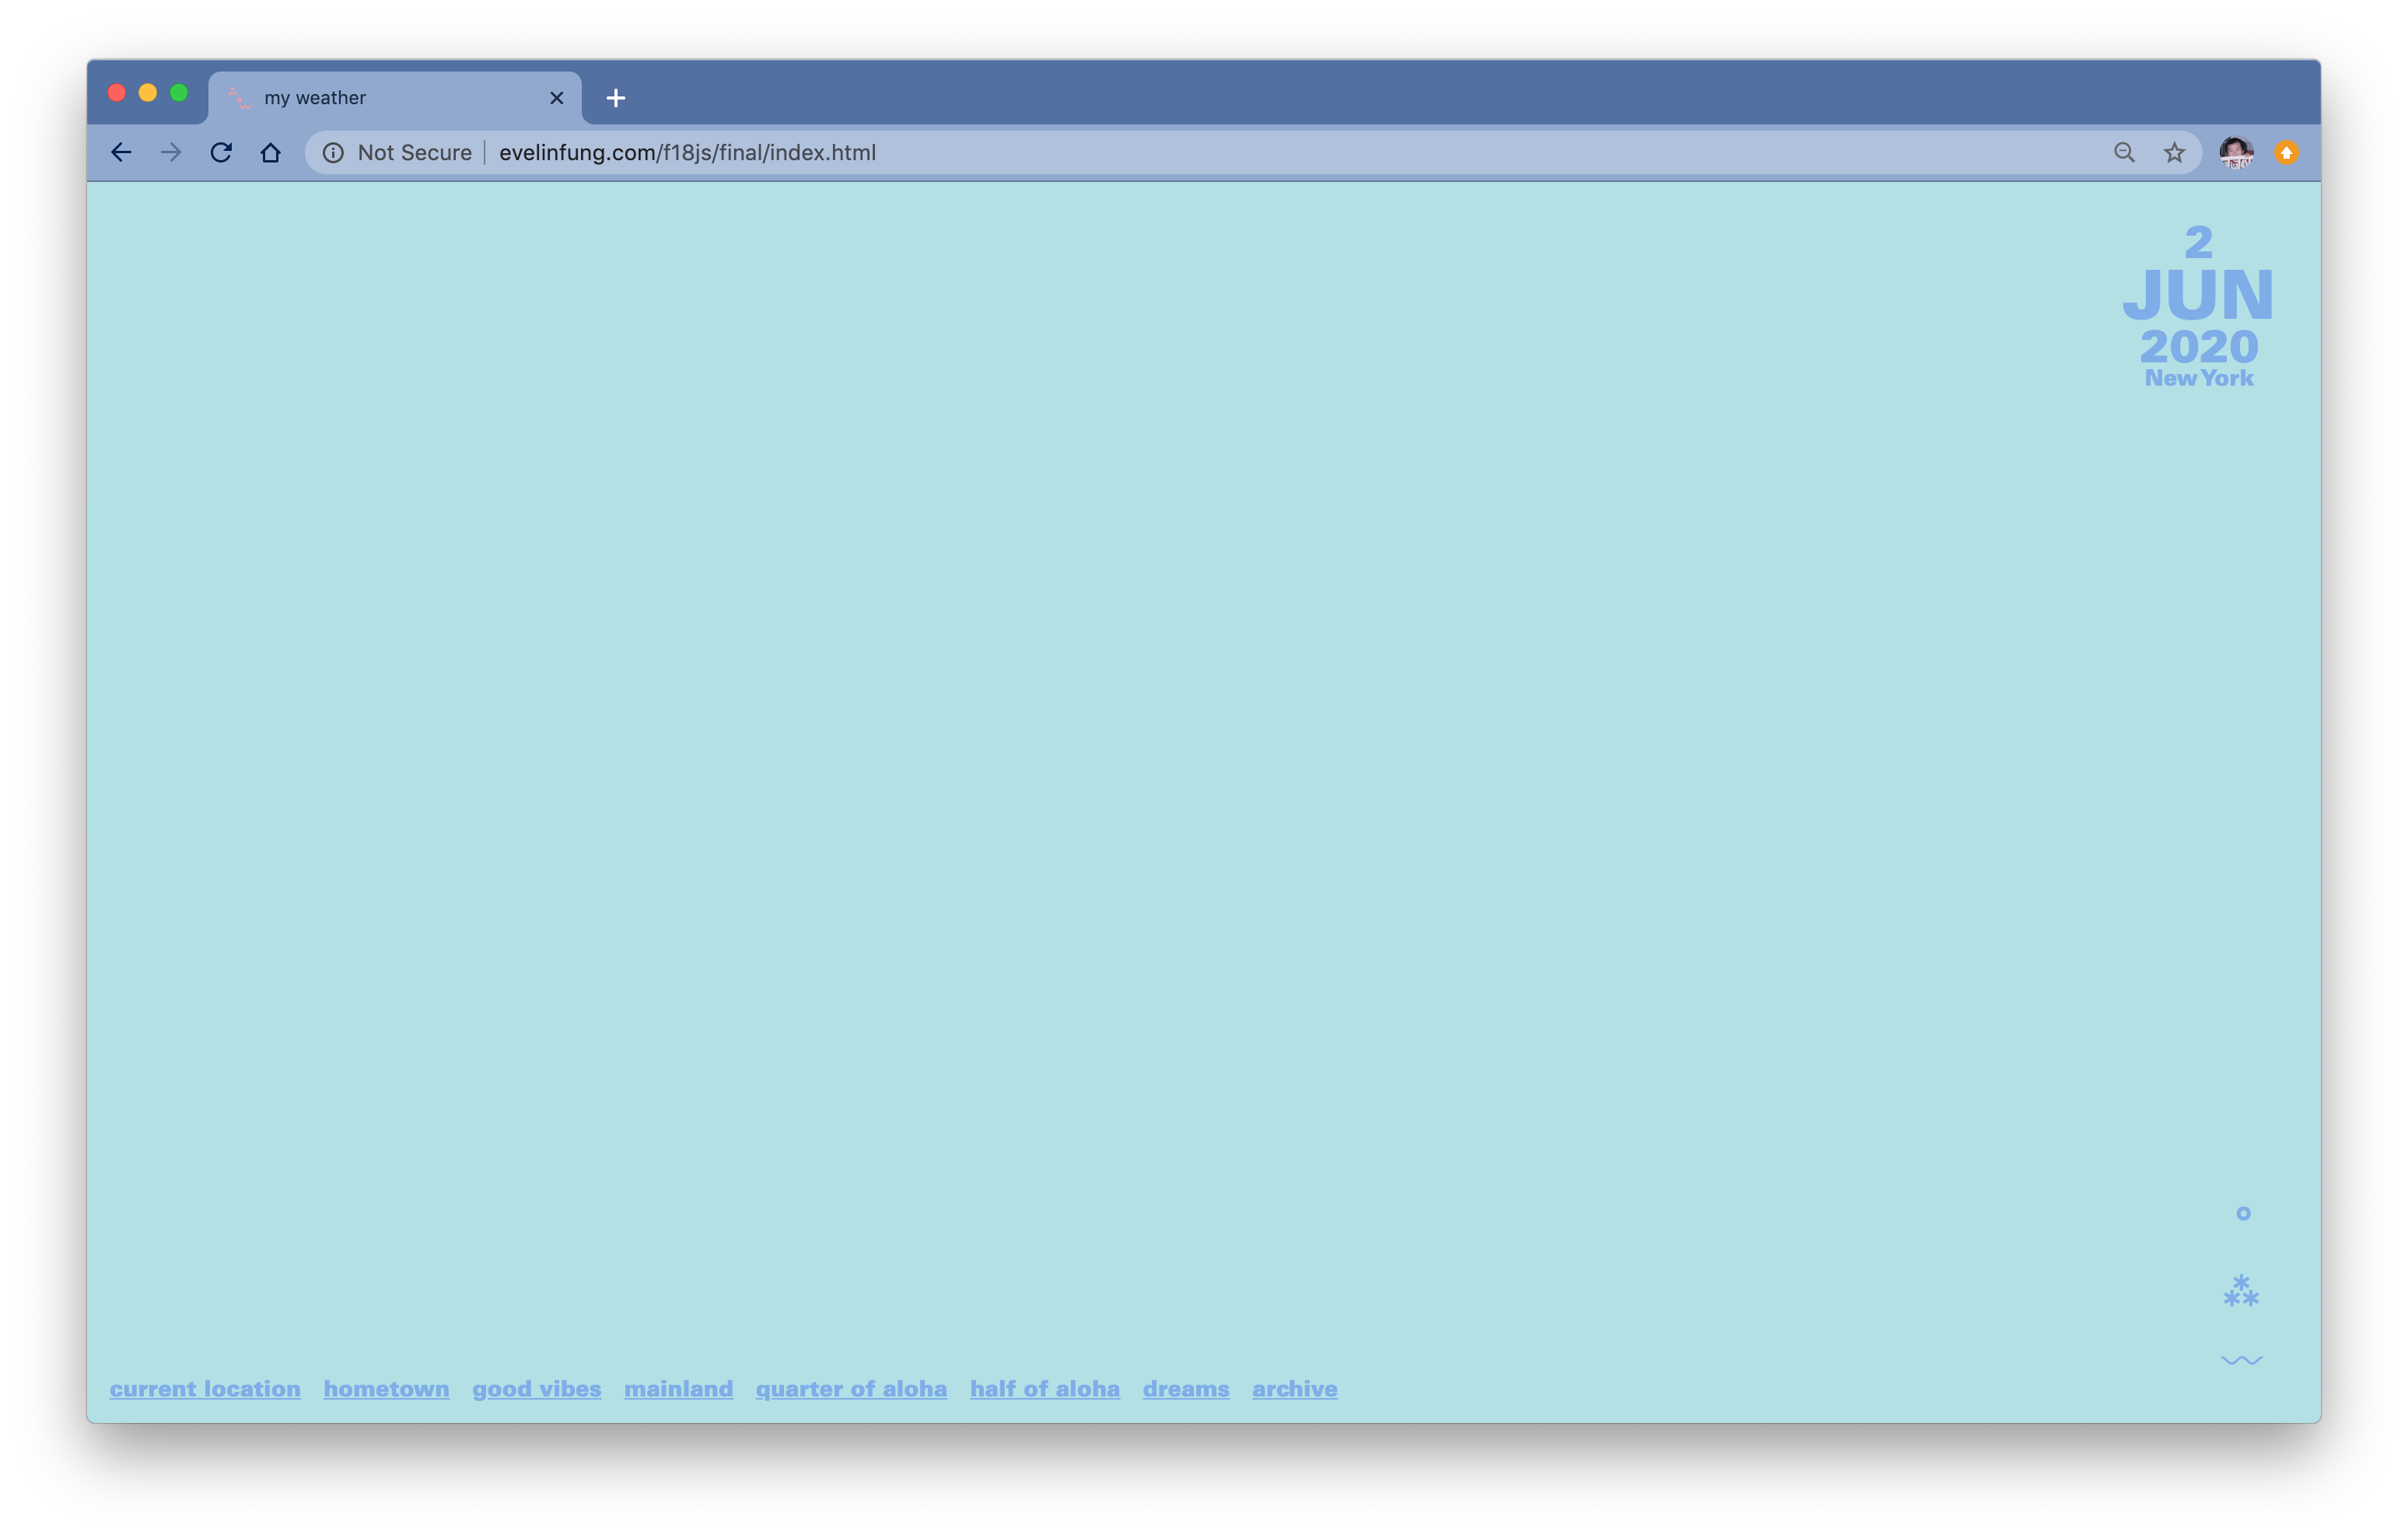 my weather
Not Secure evelinfung.com/f18js/final/index.html
2
JUN
2020
New York
current location hometown good vibes mainland quarter of aloha half of aloha dreams archive